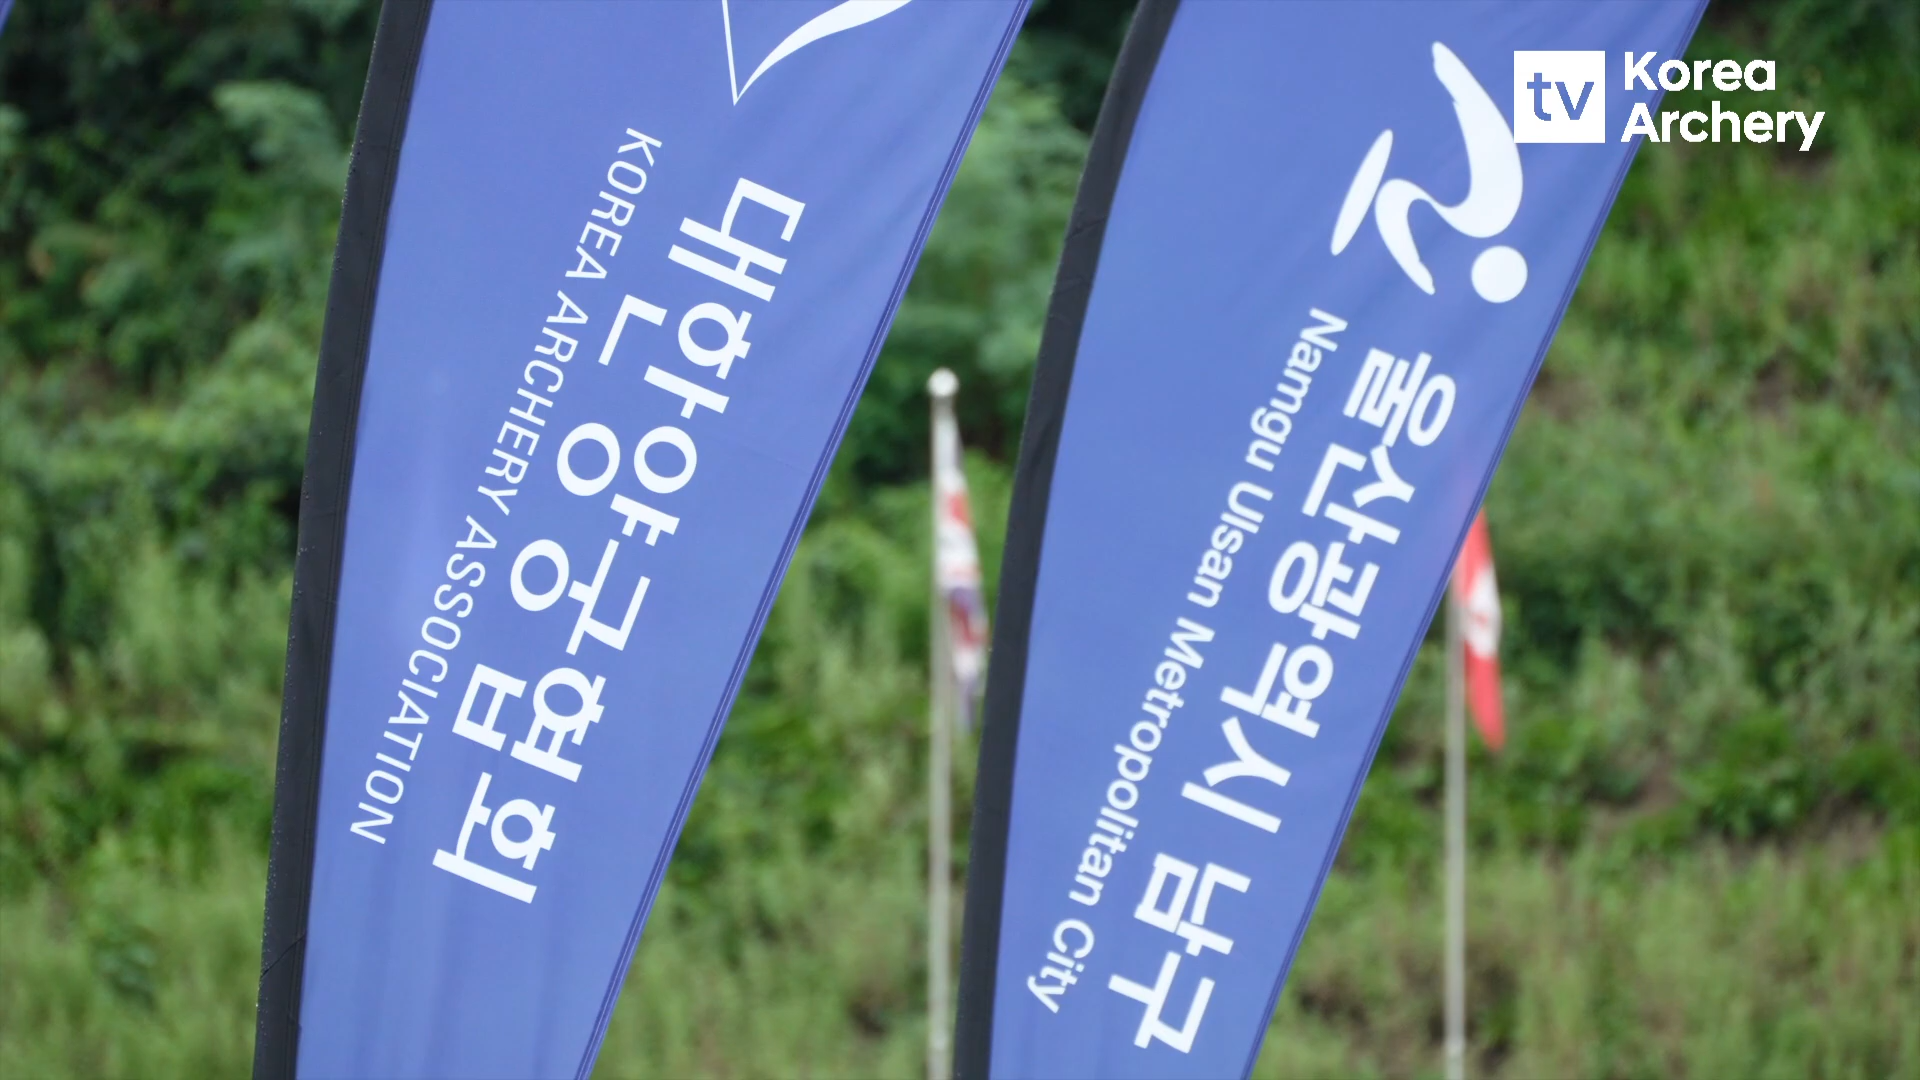 대한양궁협회
KOREA ARCHERY ASSOCIATION
울산광역시 남구
Namgu Ulsan Metropolitan City
tv Korea
Archery